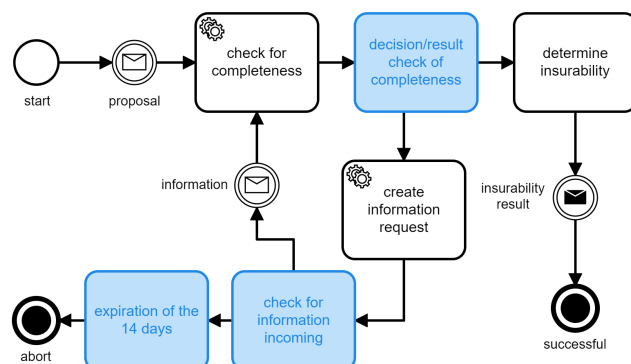 check for
completeness
decision/result
check of
completeness
determine
insurability
start
proposal
information
create
information
request
insurability
result
expiration of the
14 days
check for
information
incoming
abort
successful